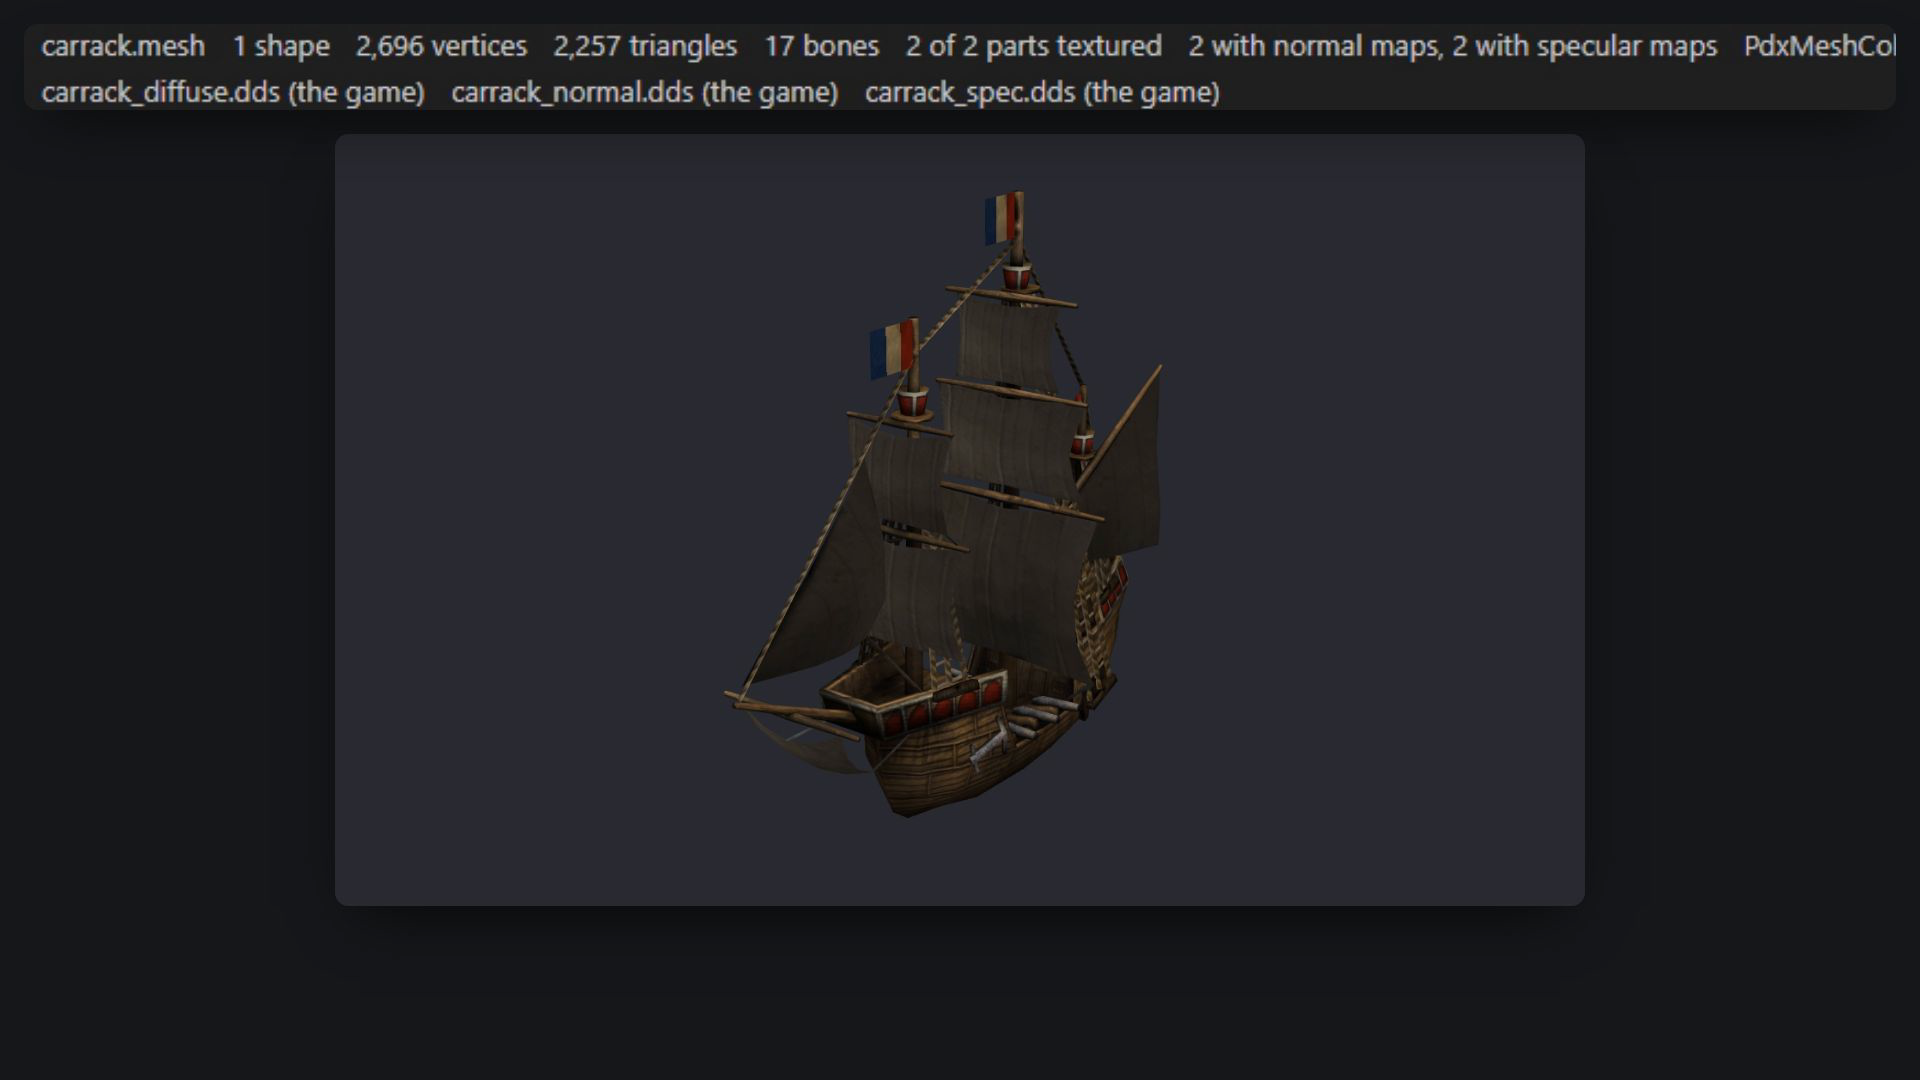 carrack.mesh 1 shape 2,696 vertices 2,257 triangles 17 bones 2 of 2 parts textured 2 with normal maps, 2 with specular maps
carrack_diffuse.dds (the game) carrack_normal.dds (the game) carrack_spec.dds (the game)